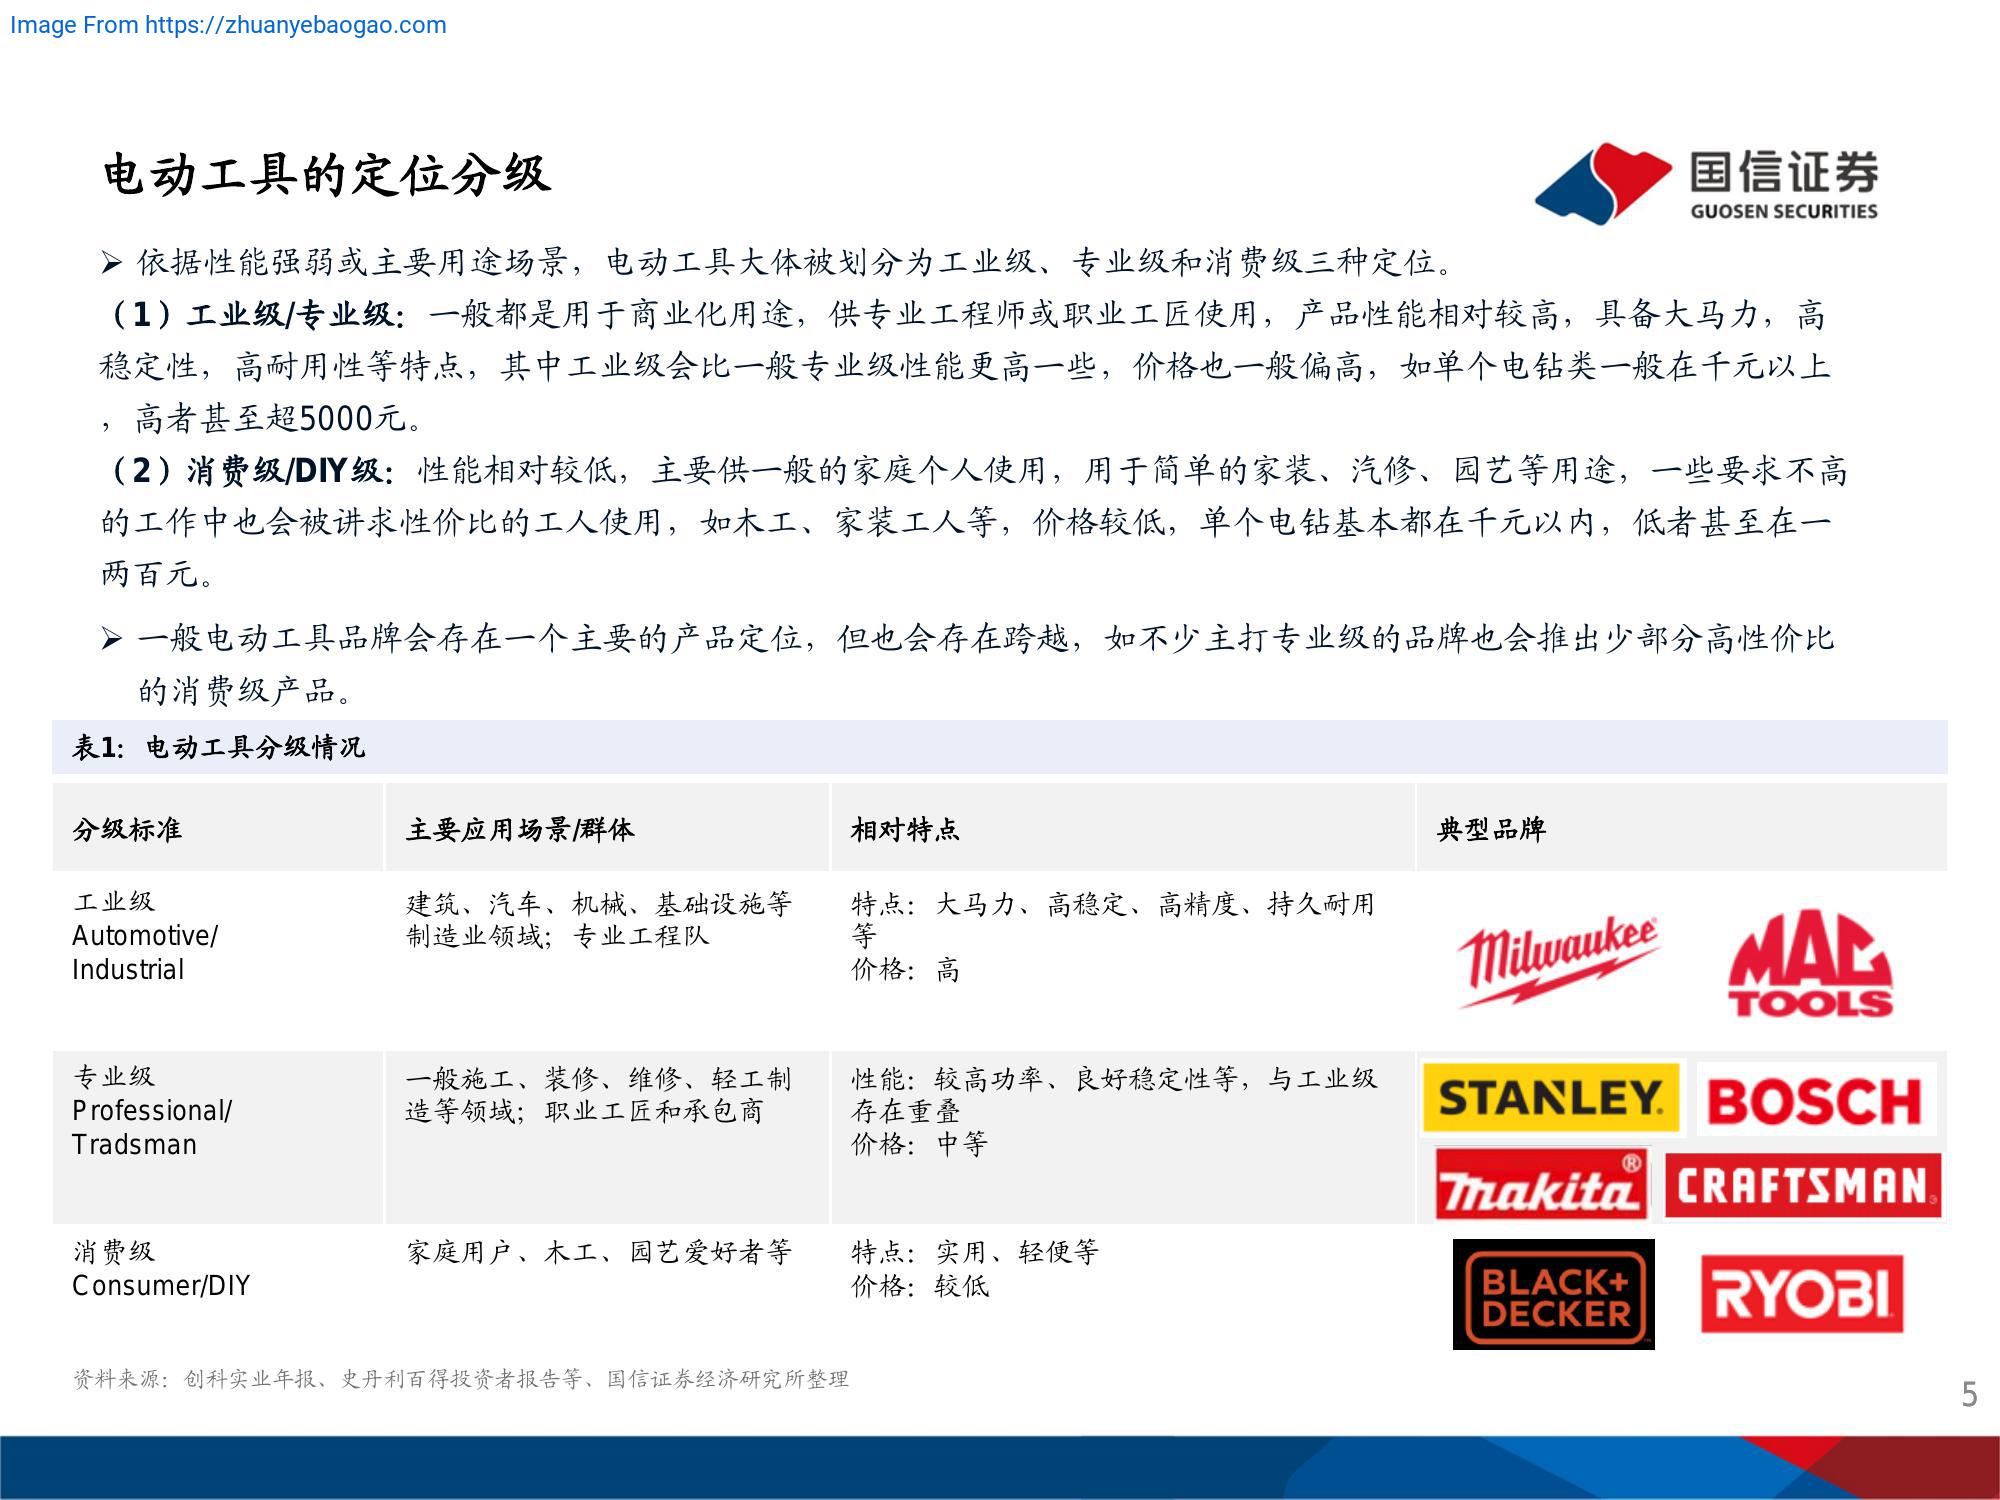 Image From https://zhuanyebaogao.com
电动工具的定位分级
国信证券
GUOSEN SECURITIES
➢ 依据性能强弱或主要用途场景，电动工具大体被划分为工业级、专业级和消费级三种定位。
（1）工业级/专业级：一般都是用于商业化用途，供专业工程师或职业工匠使用，产品性能相对较高，具备大马力，高
稳定性，高耐用性等特点，其中工业级会比一般专业级性能更高一些，价格也一般偏高，如单个电钻类一般在千元以上
，高者甚至超5000元。
（2）消费级/DIY级：性能相对较低，主要供一般的家庭个人使用，用于简单的家装、汽修、园艺等用途，一些要求不高
的工作中也会被讲求性价比的工人使用，如木工、家装工人等，价格较低，单个电钻基本都在千元以内，低者甚至在一
两百元。
➢ 一般电动工具品牌会存在一个主要的产品定位，但也会存在跨越，如不少主打专业级的品牌也会推出少部分高性价比
的消费级产品。
表1：电动工具分级情况
分级标准 主要应用场景/群体 相对特点 典型品牌
工业级
Automotive/
Industrial
建筑、汽车、机械、基础设施等
制造业领域；专业工程队
特点：大马力、高稳定、高精度、持久耐用
等
价格：高
Milwaukee
MAC
TOOLS
专业级
Professional/
Tradsman
一般施工、装修、维修、轻工制
造等领域；职业工匠和承包商
性能：较高功率、良好稳定性等，与工业级
存在重叠
价格：中等
STANLEY
BOSCH
makita®
CRAFTSMAN
消费级
Consumer/DIY
家庭用户、木工、园艺爱好者等
特点：实用、轻便等
价格：较低
BLACK+
DECKER
RYOBI
资料来源：创科实业年报、史丹利百得投资者报告等、国信证券经济研究所整理
5